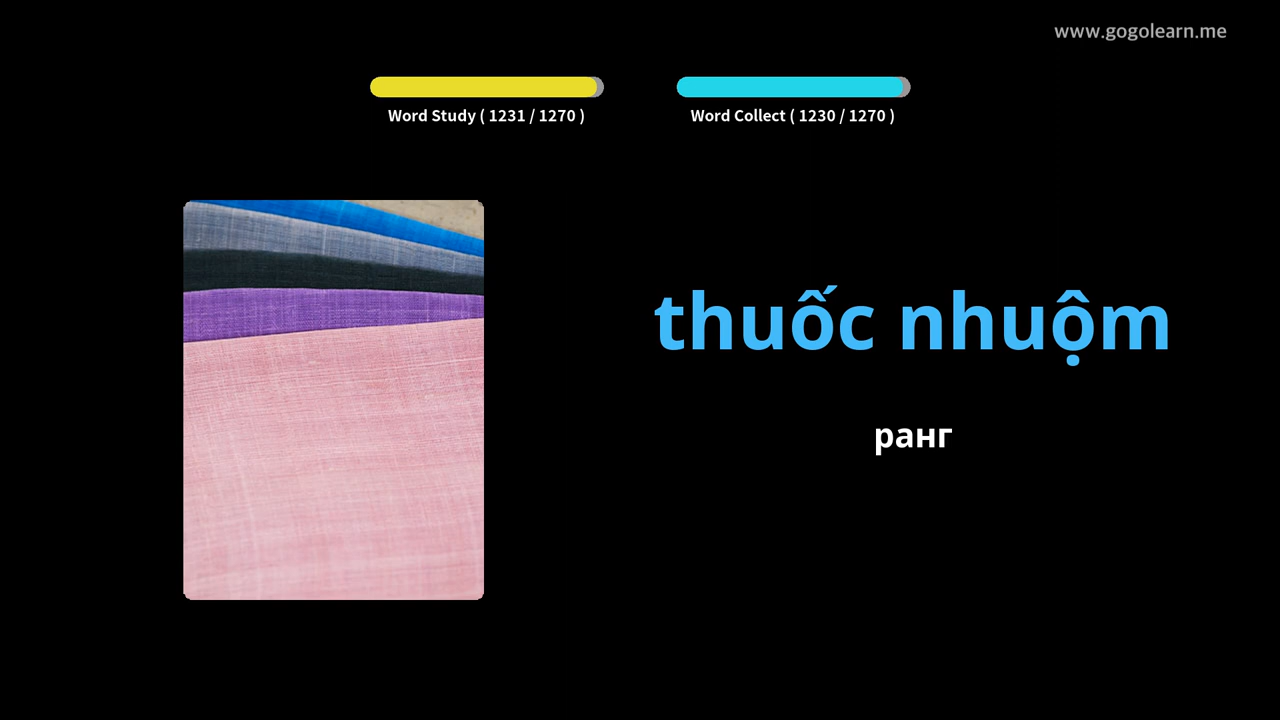 www.gogolearn.me
Word Study ( 1231 / 1270 )
Word Collect ( 1230 / 1270 )
thuốc nhuộm
ранг